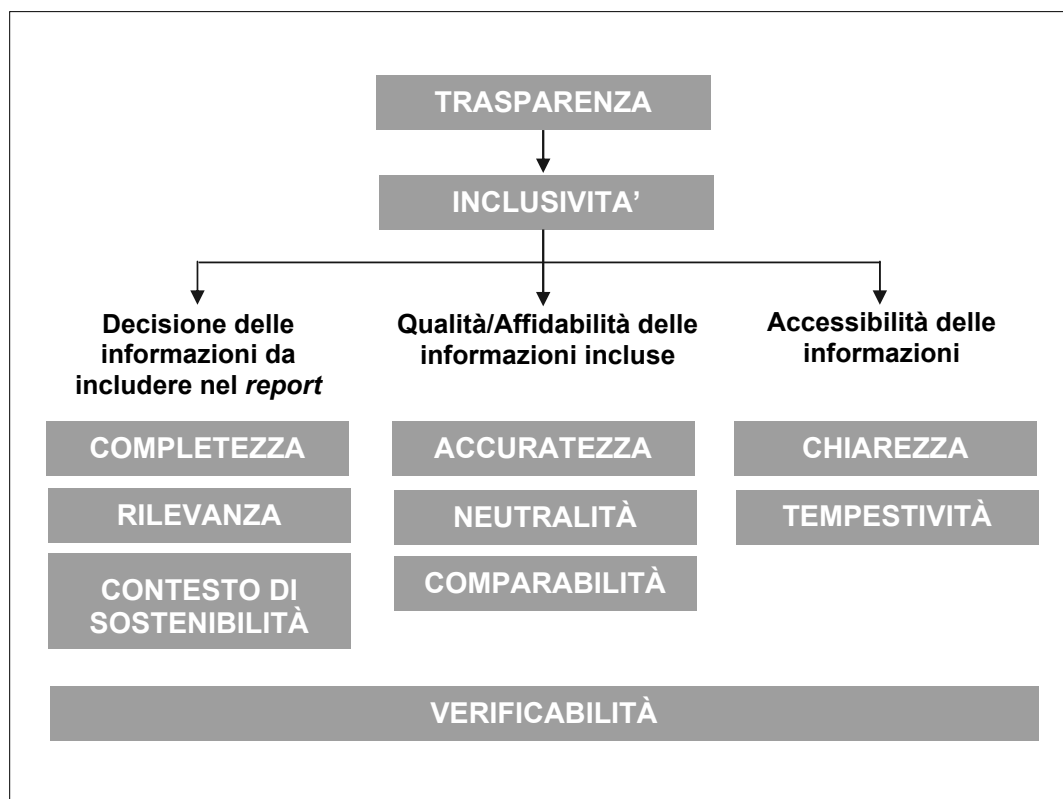 TRASPARENZA
INCLUSIVITA’
Decisione delle
informazioni da
includere nel report
COMPLETEZZA
RILEVANZA
CONTESTO DI
SOSTENIBILITÀ
Qualità/Affidabilità delle
informazioni incluse
ACCURATEZZA
NEUTRALITÀ
COMPARABILITÀ
Accessibilità delle
informazioni
CHIAREZZA
TEMPESTIVITÀ
VERIFICABILITÀ